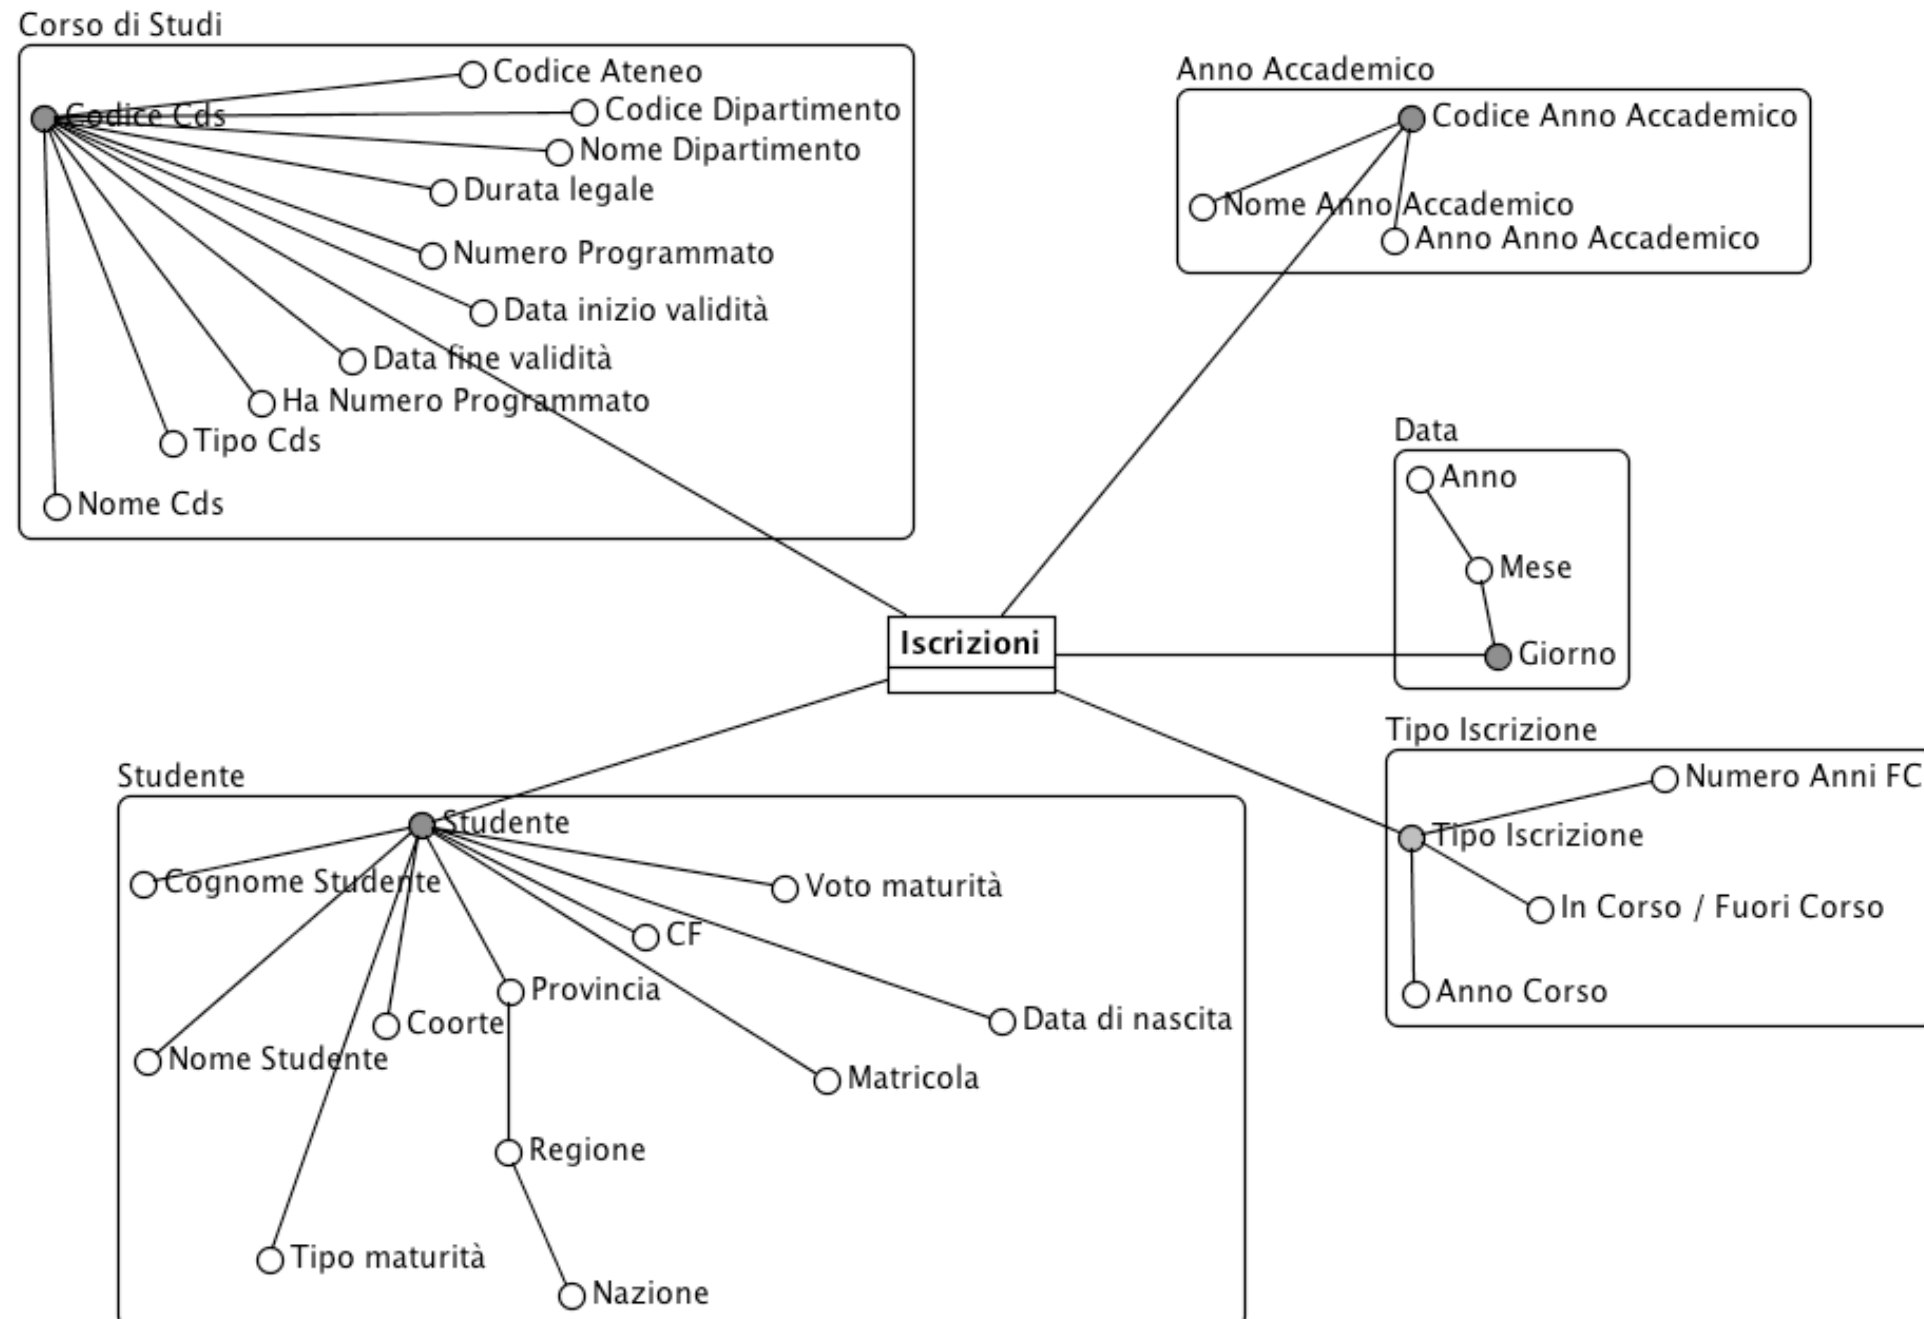 Corso di Studi
Codice Ateneo
Codice Cds
Codice Dipartimento
Nome Dipartimento
Durata legale
Numero Programmato
Data inizio validità
Data fine validità
Ha Numero Programmato
Tipo Cds
Nome Cds
Anno Accademico
Codice Anno Accademico
Nome Anno Accademico
Anno Anno Accademico
Data
Anno
Mese
Giorno
Iscrizioni
Tipo Iscrizione
Numero Anni FC
Tipo Iscrizione
In Corso / Fuori Corso
Anno Corso
Studente
Studente
Cognome Studente
Voto maturità
CF
Provincia
Coorte
Data di nascita
Nome Studente
Matricola
Regione
Tipo maturità
Nazione